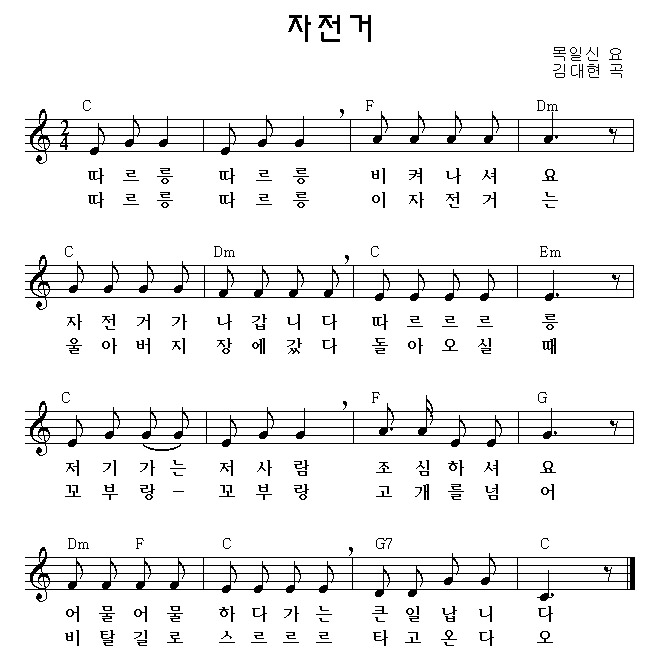 자전거
목일신 요
김대현 곡
C F Dm
2
4
따르릉 따르릉 비켜나셔요
따르릉 따르릉 이자전거는
C Dm C Em
자전거가 나갑니다 따르르르릉
울아버지 장에갔다 돌아오실때
C F G
저기가는 저사람 조심하셔요
꼬부랑- 꼬부랑 고개를넘어
Dm F C G7 C
어물어물 하다가는 큰일납니다
비탈길로 스르르르 타고온다오